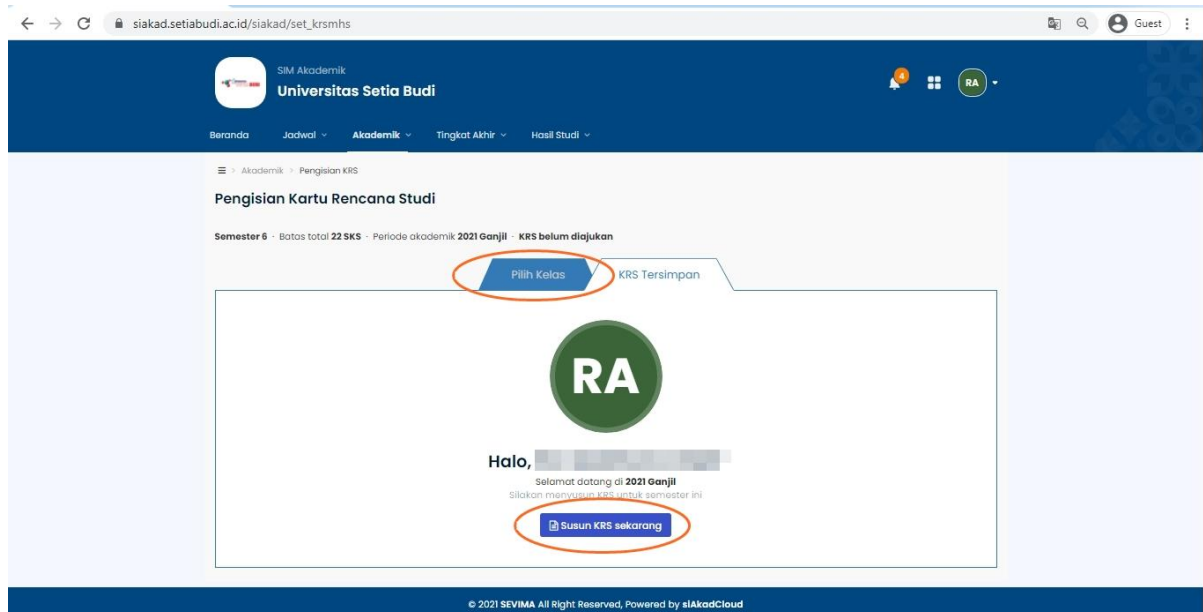 siakad.setiabudi.ac.id/siakad/set_krsmhs
Guest
SIM Akademik
Universitas Setia Budi
4
RA
Beranda Jadwal Akademik Tingkat Akhir Hasil Studi
> Akademik > Pengisian KRS
Pengisian Kartu Rencana Studi
Semester 6 - Batas total 22 SKS - Periode akademik 2021 Ganjil - KRS belum diajukan
Pilih Kelas KRS Tersimpan
RA
Halo,
Selamat datang di 2021 Ganjil
Silakan menyusun KRS untuk semester ini
Susun KRS sekarang
© 2021 SEVIMA All Right Reserved, Powered by siAkadCloud